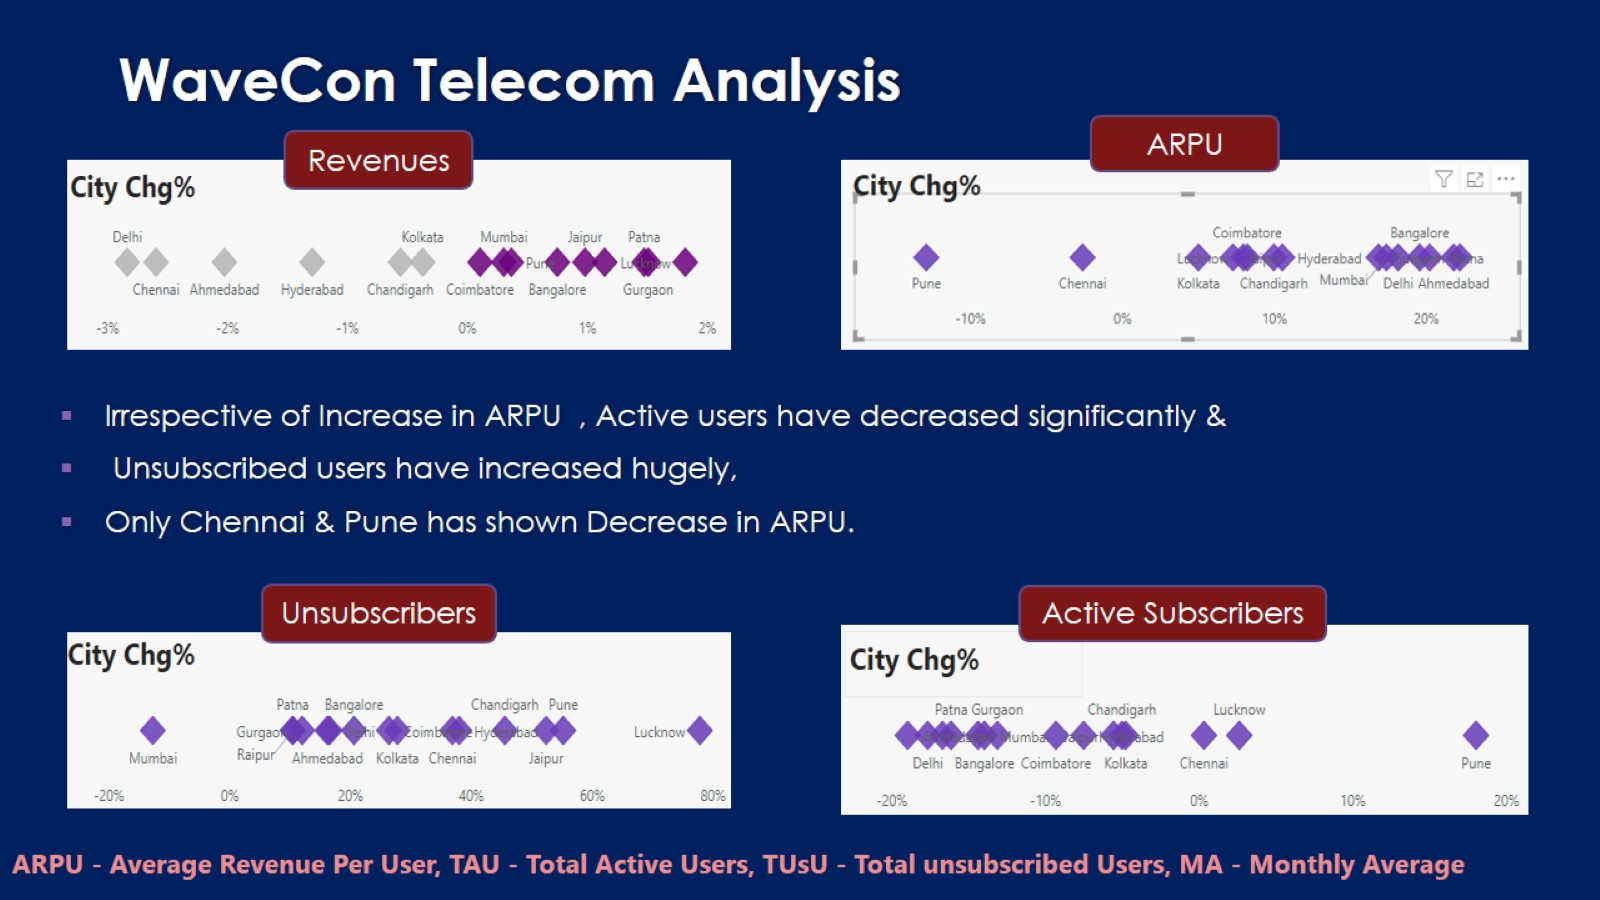 WaveCon Telecom Analysis
Revenues
City Chg%
Delhi Kolkata Mumbai Jaipur Patna
Lucknow
Chennai Ahmedabad Hyderabad Chandigarh Coimbatore Bangalore Gurgaon
-3% -2% -1% 0% 1% 2%
ARPU
City Chg%
Coimbatore Bangalore
Hyderabad
Pune Chennai Kolkata Chandigarh Mumbai Delhi Ahmedabad
-10% 0% 10% 20%
Irrespective of Increase in ARPU , Active users have decreased significantly &
Unsubscribed users have increased hugely,
Only Chennai & Pune has shown Decrease in ARPU.
Unsubscribers
City Chg%
Patna Bangalore Chandigarh Pune
Lucknow
Raipur
Mumbai Ahmedabad Kolkata Chennai Jaipur
-20% 0% 20% 40% 60% 80%
Active Subscribers
City Chg%
Patna Gurgaon Chandigarh Lucknow
Delhi Bangalore Coimbatore Kolkata Chennai Pune
-20% -10% 0% 10% 20%
ARPU - Average Revenue Per User, TAU - Total Active Users, TUsU - Total unsubscribed Users, MA - Monthly Average